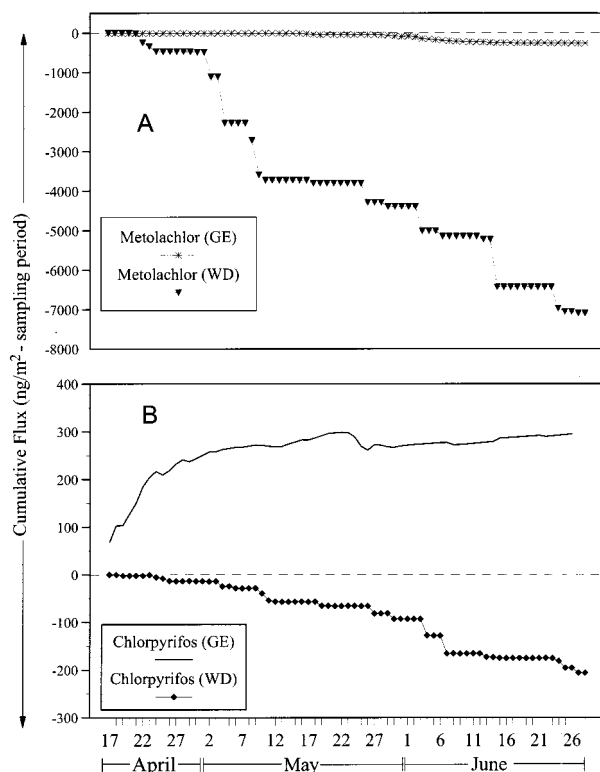 Cumulative Flux (ng/m² - sampling period)
0
-1000
-2000
-3000
-4000
-5000
-6000
-7000
-8000
A
Metolachlor (GE)
Metolachlor (WD)
400
300
200
100
0
-100
-200
-300
B
Chlorpyrifos (GE)
Chlorpyrifos (WD)
17 22 27 2 7 12 17 22 27 1 6 11 16 21 26
April May June